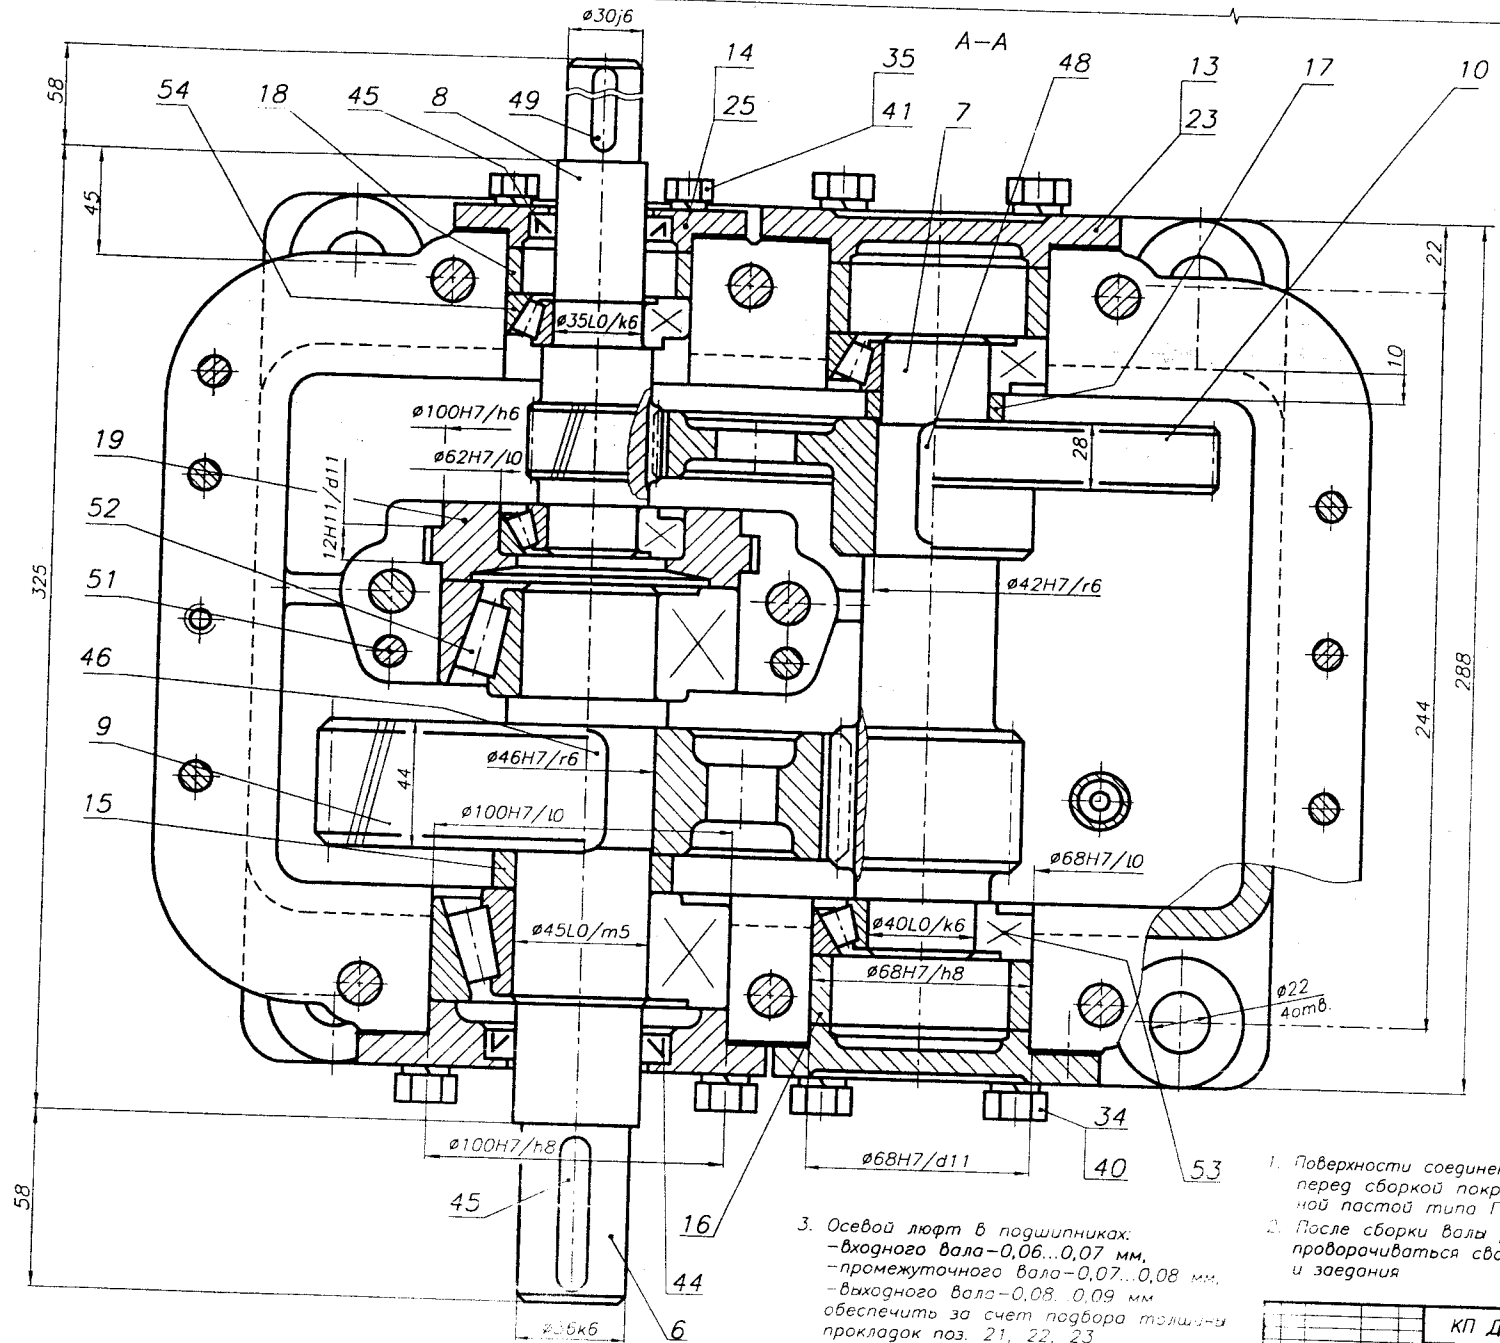 ø30j6
A-A
58
54
18
45
8
49
14
25
35
41
7
48
13
23
17
10
45
22
ø35L0/k6
10
ø100H7/h6
19
ø62H7/l0
28
12H11/d11
52
325
51
ø42H7/r6
46
288
244
9
44
ø46H7/r6
15
ø100H7/l0
ø68H7/l0
ø45L0/m5
ø40L0/k6
ø68H7/h8
ø22
4отв.
34
40
ø100H7/h8
ø68H7/d11
53
58
45
16
44
6
1. Поверхности
перед сборкой
ной пастой типа
2. После сборки валы
проворачиваться
и заедания
3. Осевой люфт в подшипниках:
-входного вала-0,06...0,07 мм,
-промежуточного вала-0,07...0,08 мм,
-выходного вала-0,08...0,09 мм
обеспечить за счет подбора толщины
прокладок поз. 21, 22, 23
КП